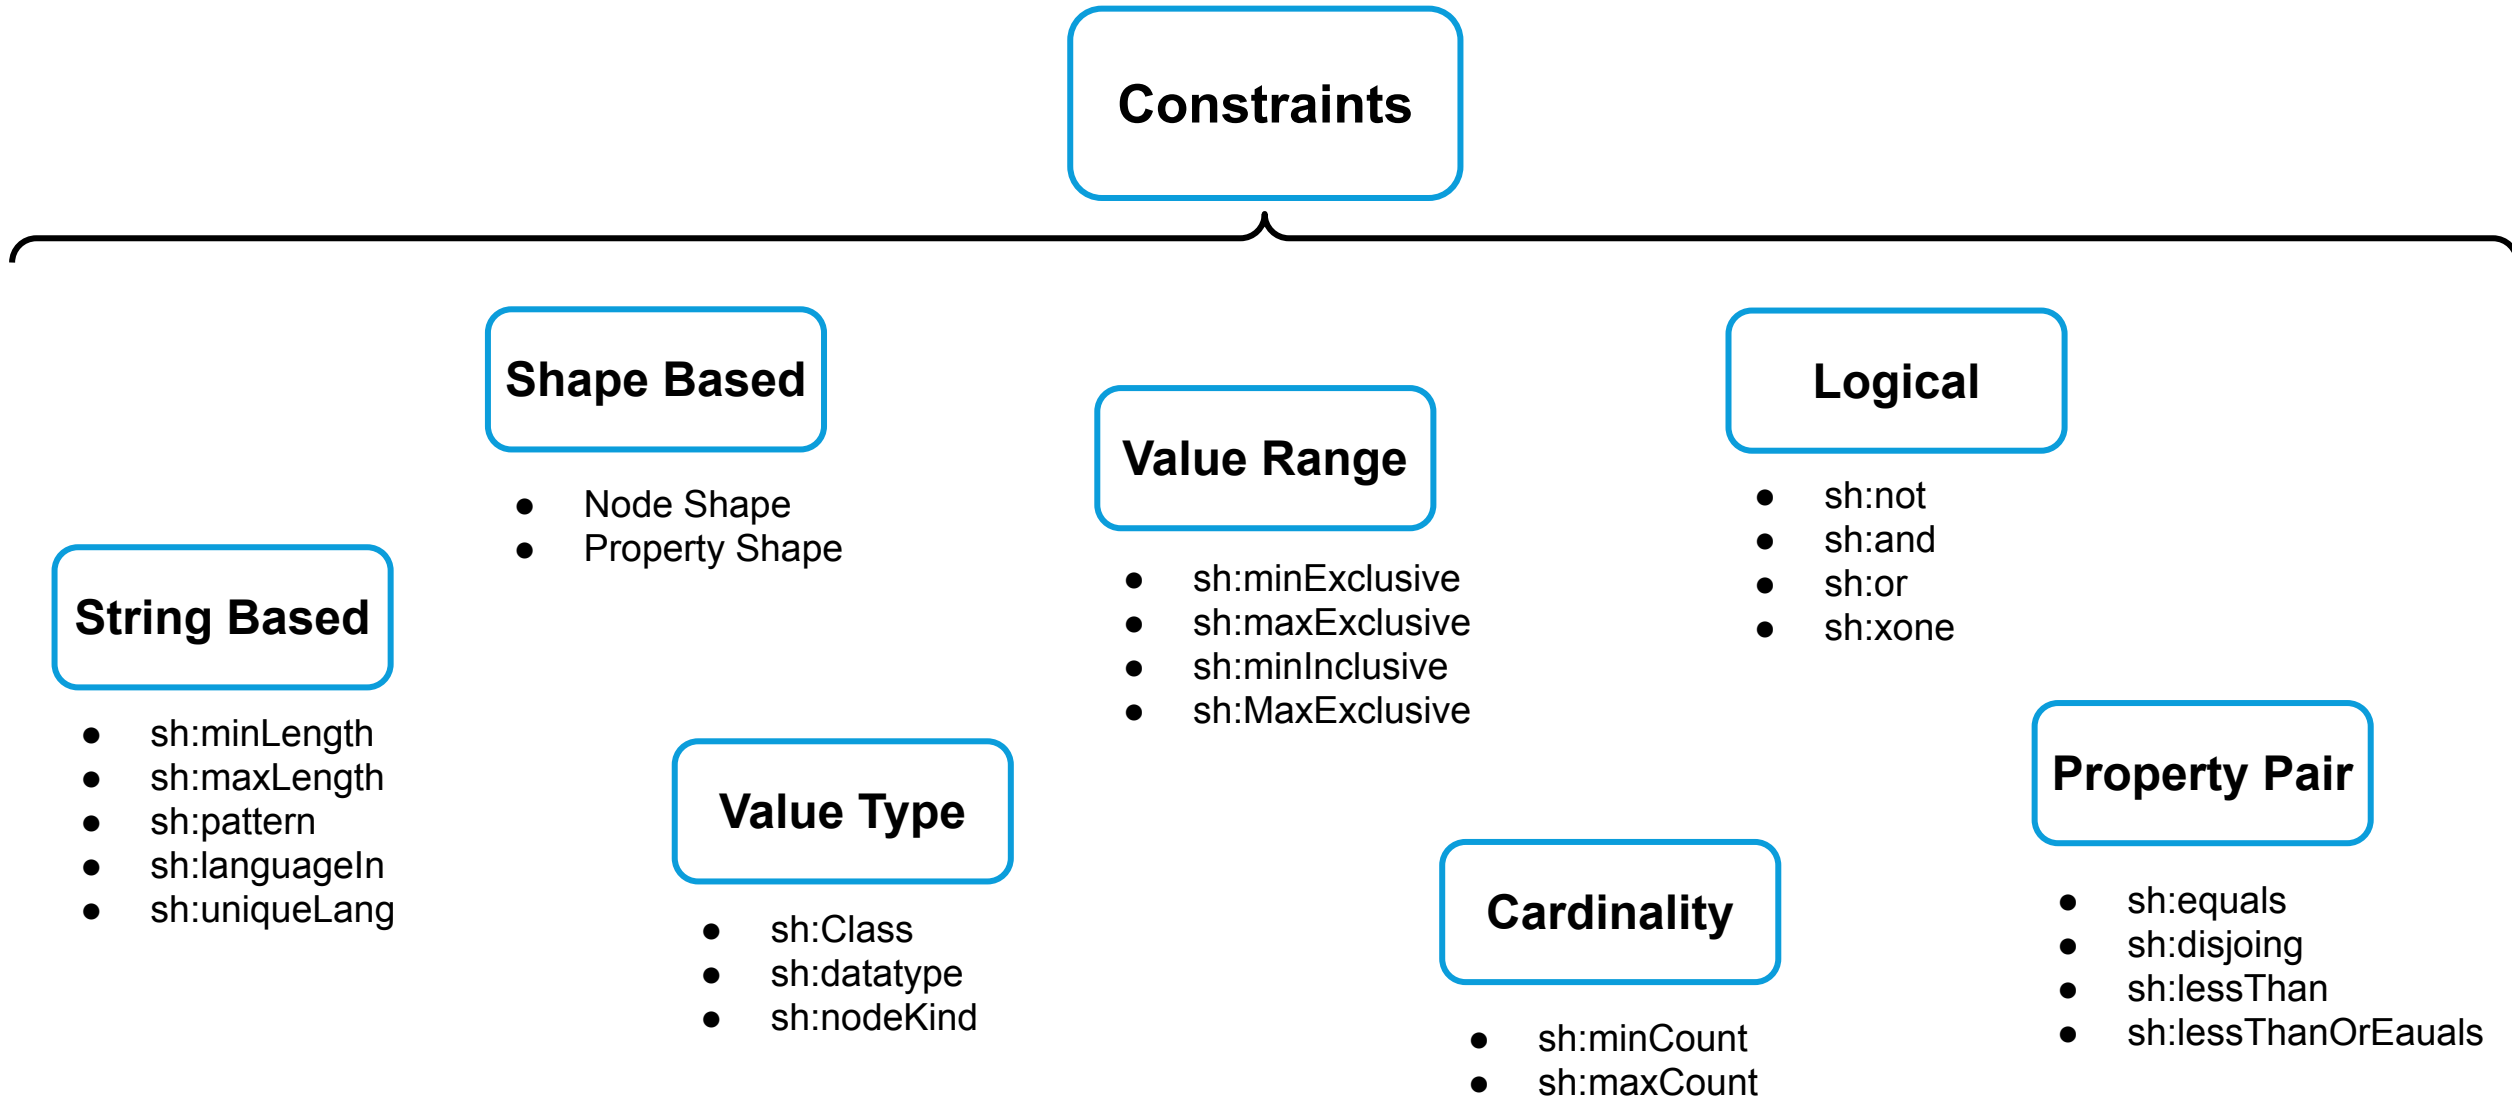 Constraints
String Based
sh:minLength
sh:maxLength
sh:pattern
sh:languageIn
sh:uniqueLang
Shape Based
Node Shape
Property Shape
Value Type
sh:Class
sh:datatype
sh:nodeKind
Value Range
sh:minExclusive
sh:maxExclusive
sh:minInclusive
sh:MaxExclusive
Cardinality
sh:minCount
sh:maxCount
Logical
sh:not
sh:and
sh:or
sh:xone
Property Pair
sh:equals
sh:disjoing
sh:lessThan
sh:lessThanOrEauals